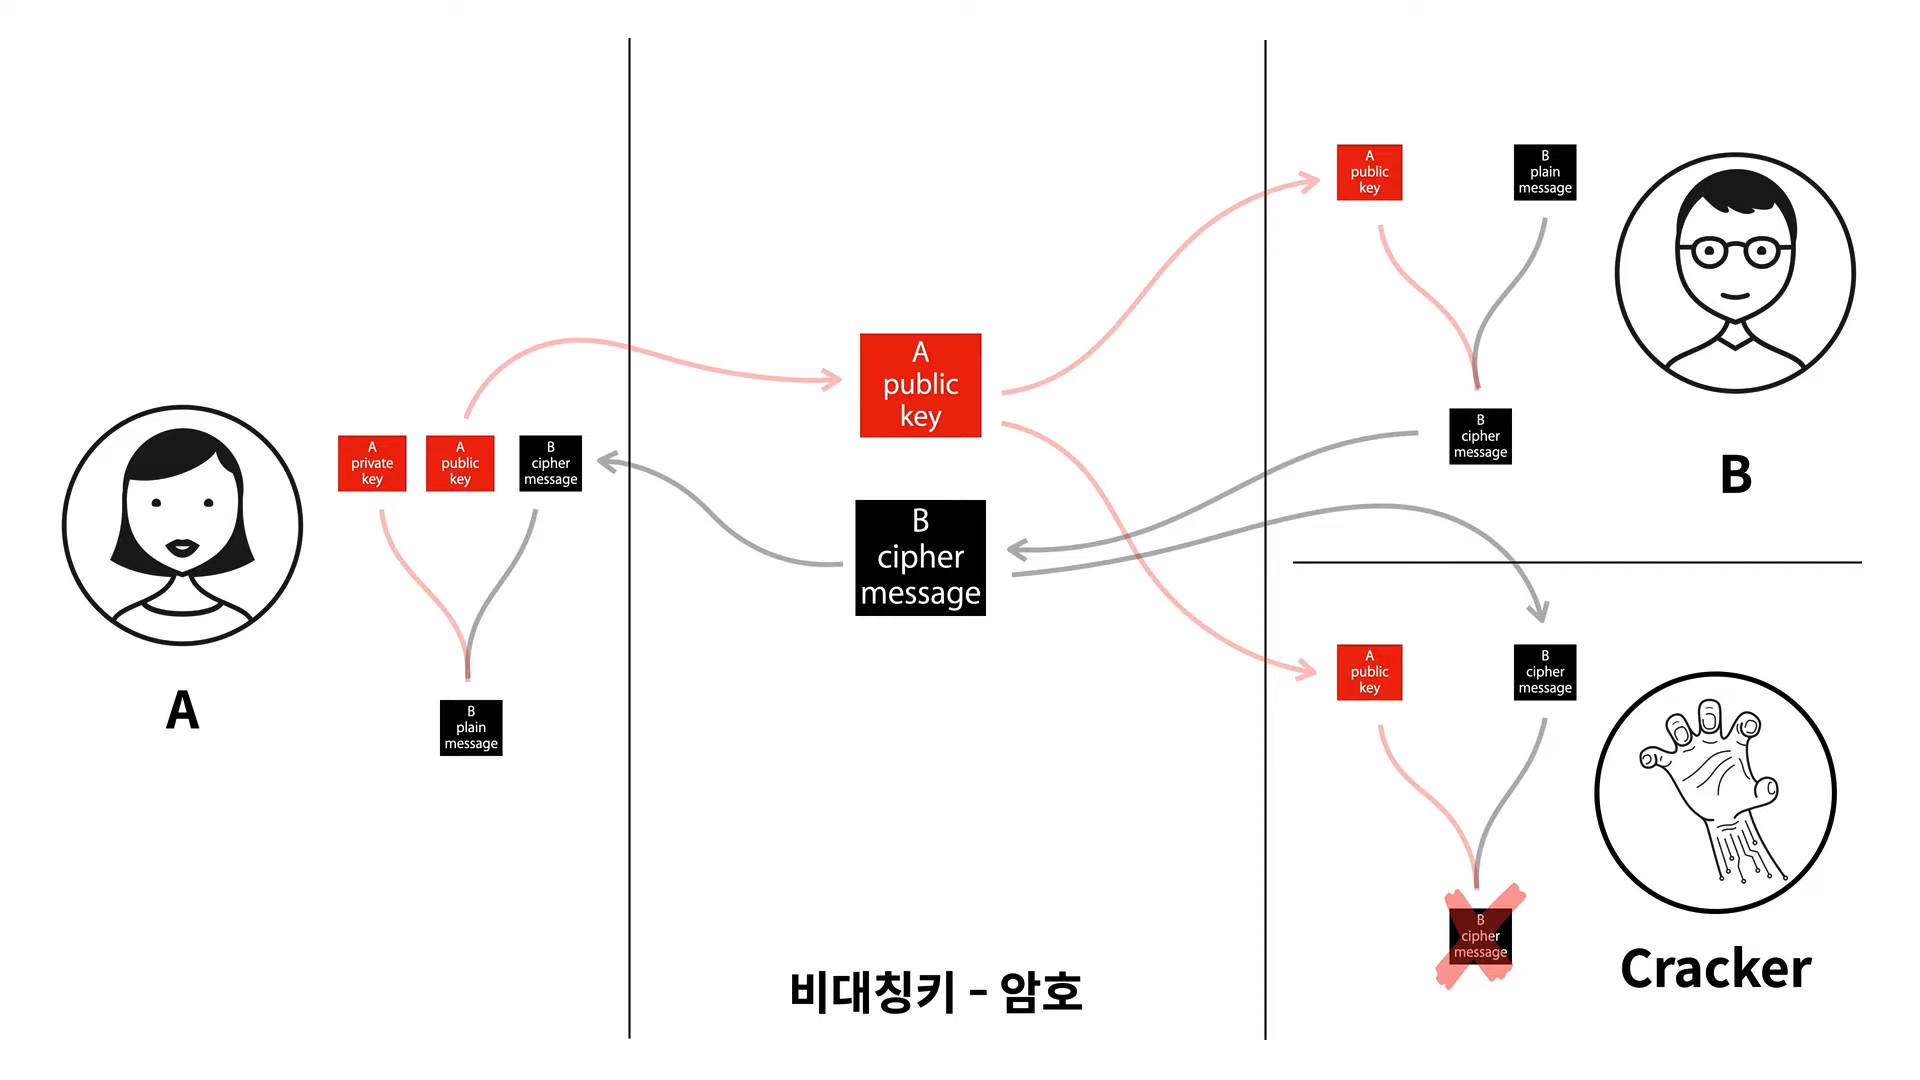 A
private
key
A
public
key
B
cipher
message
B
plain
message
A
A
public
key
B
cipher
message
비대칭키 - 암호
A
public
key
B
plain
message
B
cipher
message
B
A
public
key
B
cipher
message
B
cipher
message
Cracker